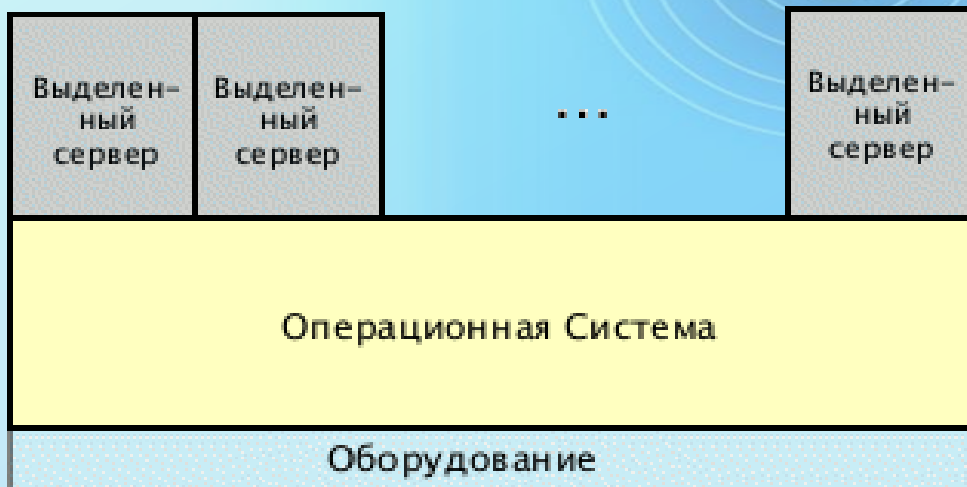 Выделен-
ный
сервер
Выделен-
ный
сервер
...
Выделен-
ный
сервер
Операционная Система
Оборудование